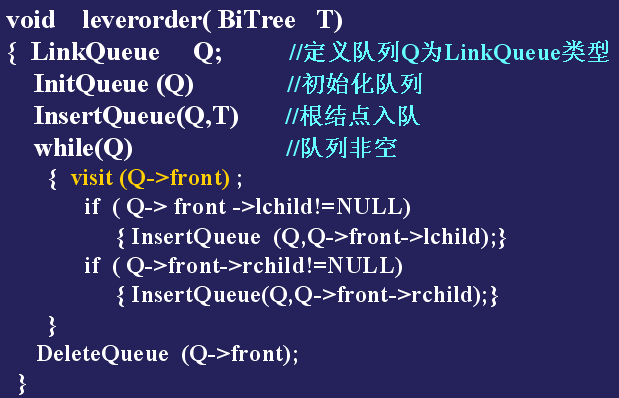 void leverorder( BiTree T)
{ LinkQueue Q; //定义队列Q为LinkQueue类型
InitQueue (Q) //初始化队列
InsertQueue(Q,T) //根结点入队
while(Q) //队列非空
{ visit (Q->front) ;
if ( Q-> front ->lchild!=NULL)
{ InsertQueue (Q,Q->front->lchild);}
if ( Q->front->rchild!=NULL)
{ InsertQueue(Q,Q->front->rchild);}
}
DeleteQueue (Q->front);
}